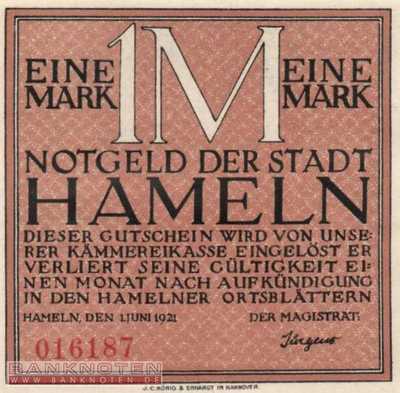 1M
EINE MARK
EINE MARK
NOTGELD DER STADT
HAMELN
DIESER GUTSCHEIN WIRD VON UNSE:
RER KÄMMEREIKASSE EINGELÖST ER
VERLIERT SEINE GÜLTIGKEIT EI:
NEN MONAT NACH AUFKÜNDIGUNG
IN DEN HAMELNER ORTSBLÄTTERN
HAMELN, DEN 1. JUNI 1921 DER MAGISTRAT:
016187 Jürgens
BANKNOTEN
WWW.BANKNOTEN.DE
J. C. KÖNIG & EBHARDT IN HANNOVER.